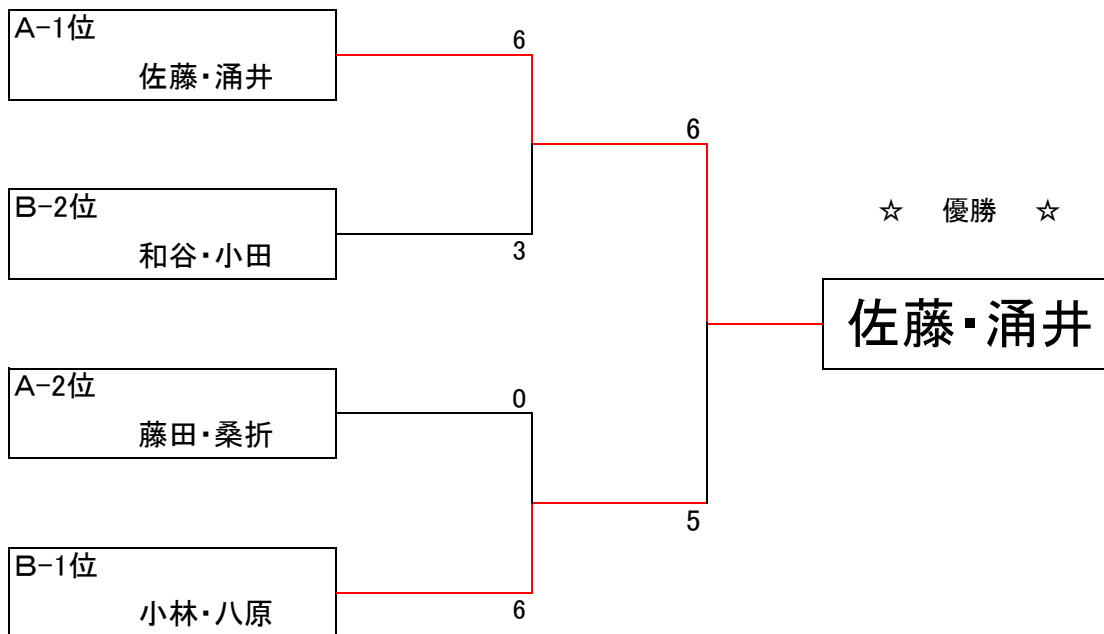 A-1位
佐藤・涌井
6
6
B-2位
和谷・小田
3
☆ 優勝 ☆
佐藤・涌井
A-2位
藤田・桑折
0
5
B-1位
小林・八原
6